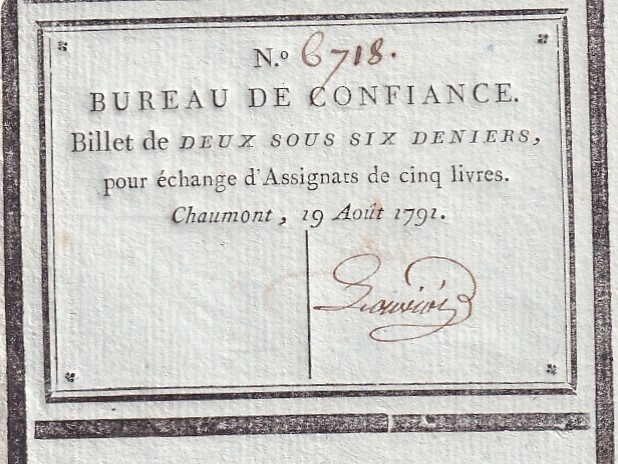 N.º 6718.
BUREAU DE CONFIANCE.
Billet de DEUX SOUS SIX DENIERS,
pour échange d'Assignats de cinq livres.
Chaumont, 19 Août 1791.